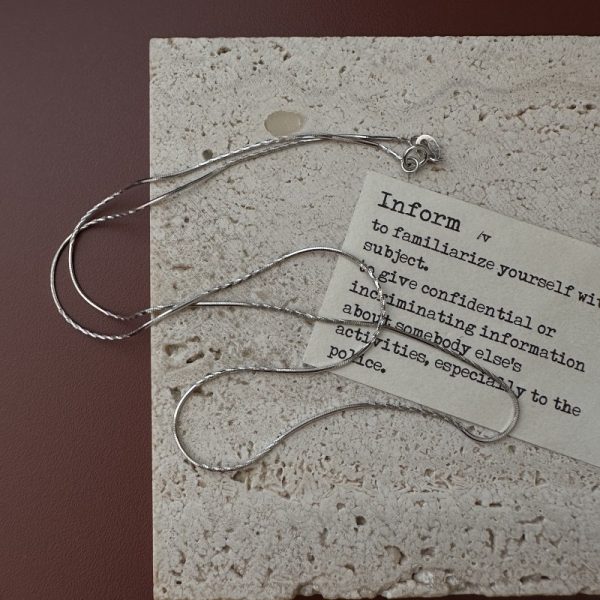 Inform /v
to familiarize yourself wit
subject.
to give confidential or
incriminating information
about somebody else's
activities, especially to the
police.